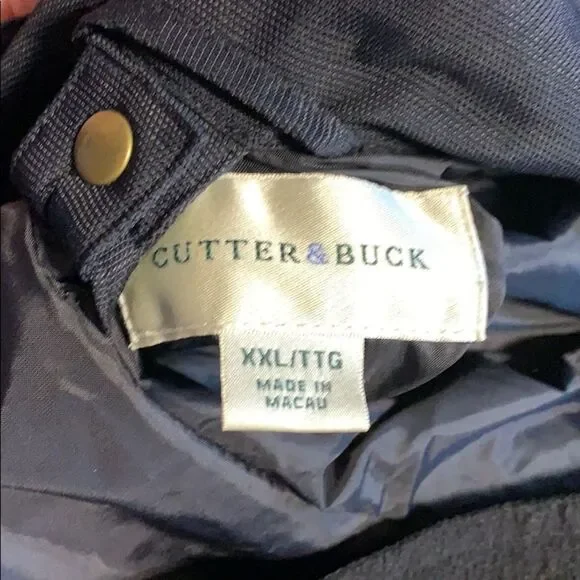 CUTTER & BUCK
XXL/TTG
MADE IN
MACAU